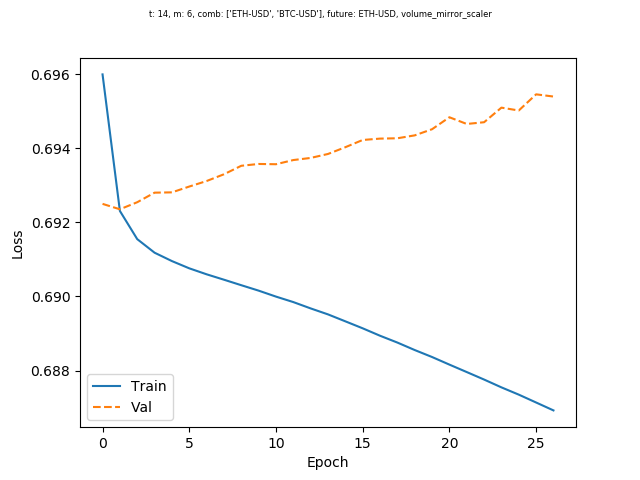 t: 14, m: 6, comb: ['ETH-USD', 'BTC-USD'], future: ETH-USD, volume_mirror_scaler
0.696
0.694
0.692
0.690
0.688
Loss
Train
Val
0 5 10 15 20 25
Epoch